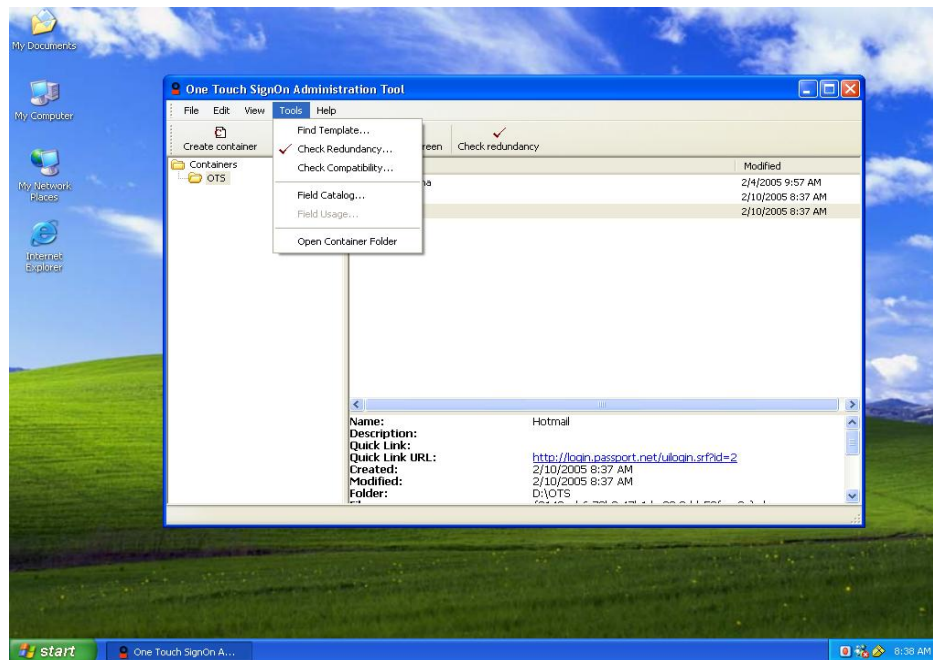 My Documents
My Computer
My Network
Places
Internet
Explorer
One Touch SignOn Administration Tool
File Edit View Tools Help
Create container
Check redundancy
Find Template...
Check Redundancy...
Check Compatibility...
Field Catalog...
Field Usage...
Open Container Folder
Containers
OTS
Modified
2/4/2005 9:57 AM
2/10/2005 8:37 AM
2/10/2005 8:37 AM
Name: Hotmail
Description:
Quick Link:
Quick Link URL: http://login.passport.net/uilogin.srf?id=2
Created: 2/10/2005 8:37 AM
Modified: 2/10/2005 8:37 AM
Folder: D:\OTS
start
One Touch SignOn A...
8:38 AM